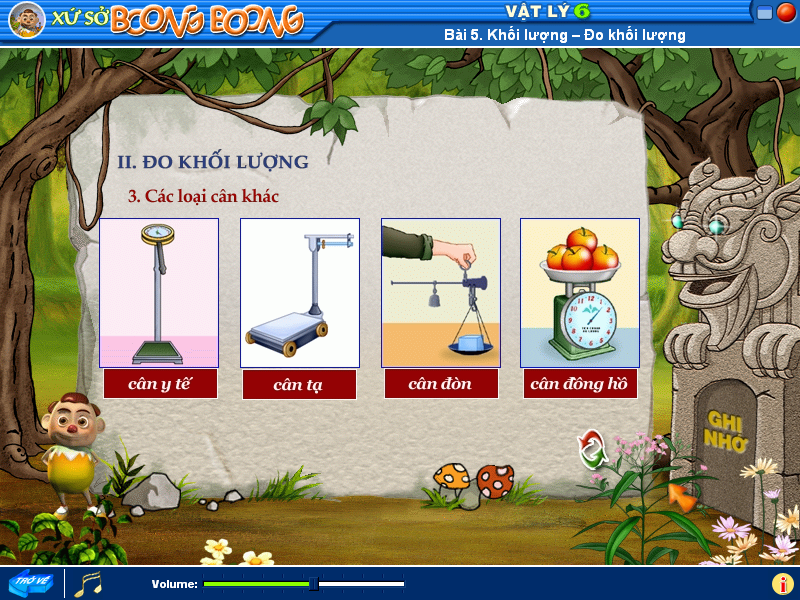 XỨ SỞ BOONG BOONG
VẬT LÝ 6
Bài 5. Khối lượng – Đo khối lượng
II. ĐO KHỐI LƯỢNG
3. Các loại cân khác
cân y tế
cân tạ
cân đòn
cân đông hồ
GHI
NHỚ
TRỞ VỀ
Volume: